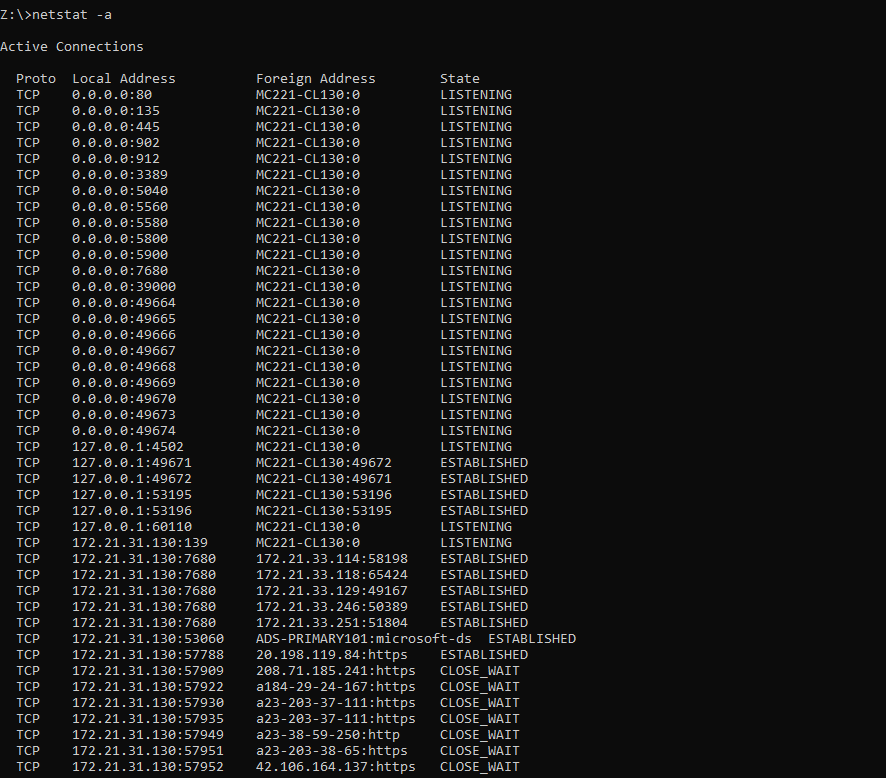 Z:\>netstat -a
Active Connections
Proto  Local Address          Foreign Address        State
TCP    0.0.0.0:80             MC221-CL130:0          LISTENING
TCP    0.0.0.0:135            MC221-CL130:0          LISTENING
TCP    0.0.0.0:445            MC221-CL130:0          LISTENING
TCP    0.0.0.0:902            MC221-CL130:0          LISTENING
TCP    0.0.0.0:912            MC221-CL130:0          LISTENING
TCP    0.0.0.0:3389           MC221-CL130:0          LISTENING
TCP    0.0.0.0:5040           MC221-CL130:0          LISTENING
TCP    0.0.0.0:5560           MC221-CL130:0          LISTENING
TCP    0.0.0.0:5580           MC221-CL130:0          LISTENING
TCP    0.0.0.0:5800           MC221-CL130:0          LISTENING
TCP    0.0.0.0:5900           MC221-CL130:0          LISTENING
TCP    0.0.0.0:7680           MC221-CL130:0          LISTENING
TCP    0.0.0.0:39000          MC221-CL130:0          LISTENING
TCP    0.0.0.0:49664          MC221-CL130:0          LISTENING
TCP    0.0.0.0:49665          MC221-CL130:0          LISTENING
TCP    0.0.0.0:49666          MC221-CL130:0          LISTENING
TCP    0.0.0.0:49667          MC221-CL130:0          LISTENING
TCP    0.0.0.0:49668          MC221-CL130:0          LISTENING
TCP    0.0.0.0:49669          MC221-CL130:0          LISTENING
TCP    0.0.0.0:49670          MC221-CL130:0          LISTENING
TCP    0.0.0.0:49673          MC221-CL130:0          LISTENING
TCP    0.0.0.0:49674          MC221-CL130:0          LISTENING
TCP    127.0.0.1:4502         MC221-CL130:0          LISTENING
TCP    127.0.0.1:49671        MC221-CL130:49672      ESTABLISHED
TCP    127.0.0.1:49672        MC221-CL130:49671      ESTABLISHED
TCP    127.0.0.1:53195        MC221-CL130:53196      ESTABLISHED
TCP    127.0.0.1:53196        MC221-CL130:53195      ESTABLISHED
TCP    127.0.0.1:60110        MC221-CL130:0          LISTENING
TCP    172.21.31.130:139      MC221-CL130:0          LISTENING
TCP    172.21.31.130:7680     172.21.33.114:58198    ESTABLISHED
TCP    172.21.31.130:7680     172.21.33.118:65424    ESTABLISHED
TCP    172.21.31.130:7680     172.21.33.129:49167    ESTABLISHED
TCP    172.21.31.130:7680     172.21.33.246:50389    ESTABLISHED
TCP    172.21.31.130:7680     172.21.33.251:51804    ESTABLISHED
TCP    172.21.31.130:53060    ADS-PRIMARY101:microsoft-ds  ESTABLISHED
TCP    172.21.31.130:57788    20.198.119.84:https    ESTABLISHED
TCP    172.21.31.130:57909    208.71.185.241:https   CLOSE_WAIT
TCP    172.21.31.130:57922    a184-29-24-167:https   CLOSE_WAIT
TCP    172.21.31.130:57930    a23-203-37-111:https   CLOSE_WAIT
TCP    172.21.31.130:57935    a23-203-37-111:https   CLOSE_WAIT
TCP    172.21.31.130:57949    a23-38-59-250:http     CLOSE_WAIT
TCP    172.21.31.130:57951    a23-203-38-65:https    CLOSE_WAIT
TCP    172.21.31.130:57952    42.106.164.137:https   CLOSE_WAIT